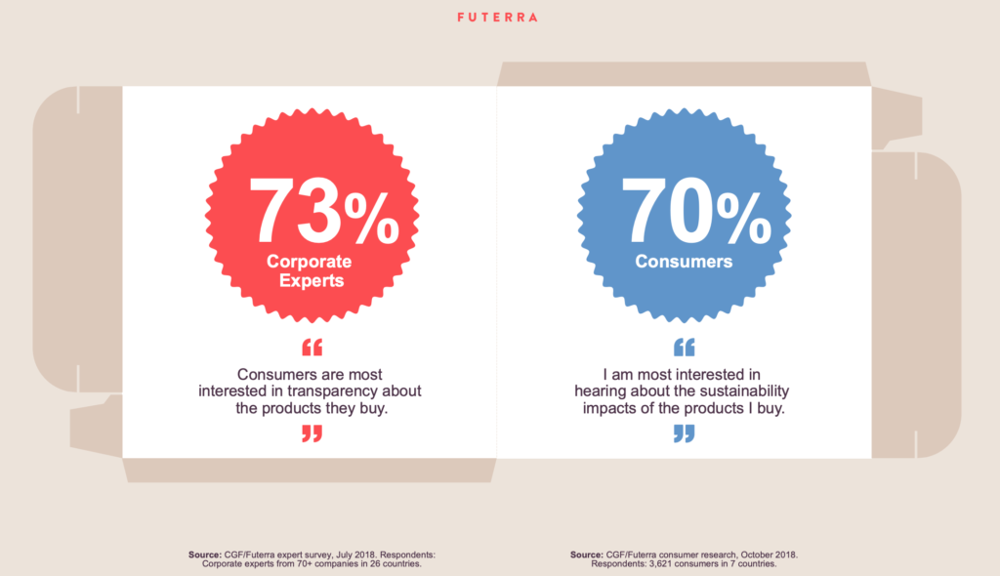 FUTERRA
73%
Corporate
Experts
“
Consumers are most
interested in transparency about
the products they buy.
”
70%
Consumers
“
I am most interested in
hearing about the sustainability
impacts of the products I buy.
”
Source: CGF/Futerra expert survey, July 2018. Respondents:
Corporate experts from 70+ companies in 26 countries.
Source: CGF/Futerra consumer research, October 2018.
Respondents: 3,621 consumers in 7 countries.